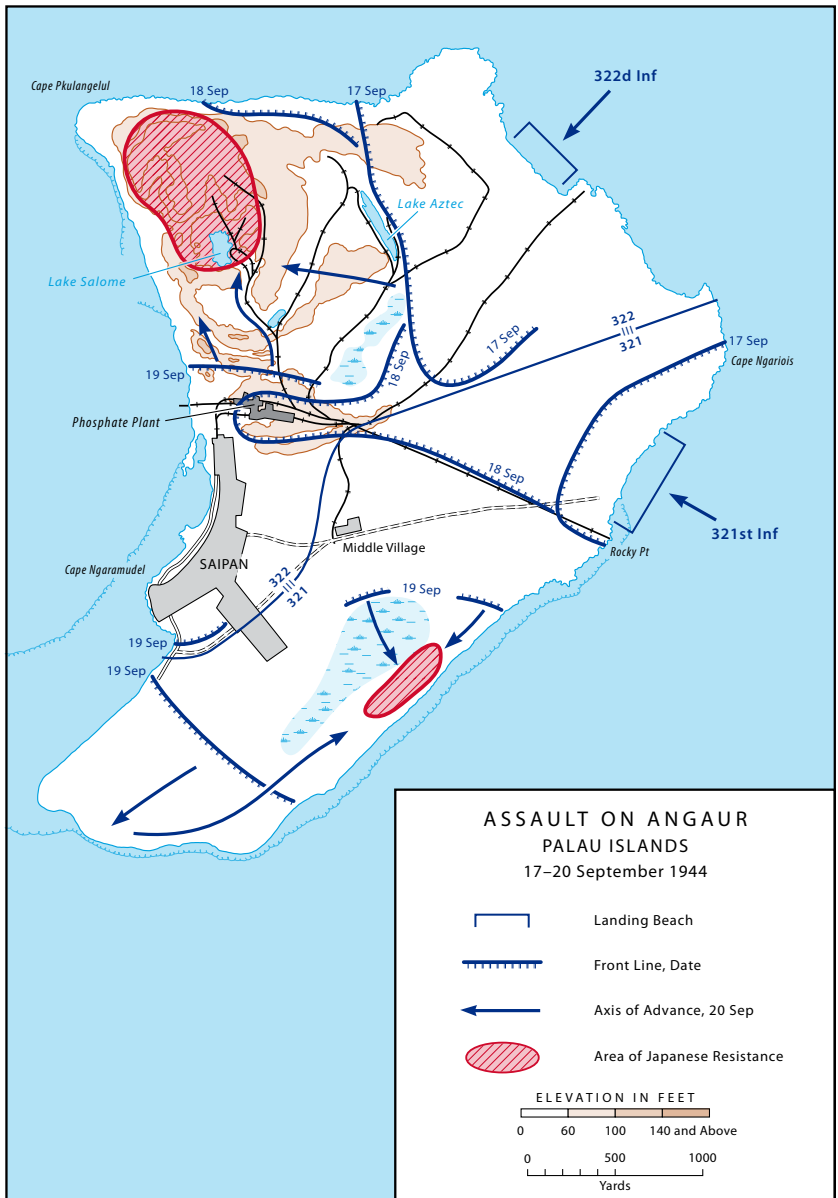 322d Inf
Cape Pkulangelul
18 Sep
17 Sep
Lake Aztec
Lake Salome
322
III
321
17 Sep
17 Sep
Cape Ngariois
18 Sep
19 Sep
Phosphate Plant
18 Sep
321st Inf
Rocky Pt
Middle Village
SAIPAN
Cape Ngaramudel
322
III
321
19 Sep
19 Sep
19 Sep
ASSAULT ON ANGAUR
PALAU ISLANDS
17–20 September 1944
Landing Beach
Front Line, Date
Axis of Advance, 20 Sep
Area of Japanese Resistance
ELEVATION IN FEET
0 60 100 140 and Above
0 500 1000
Yards